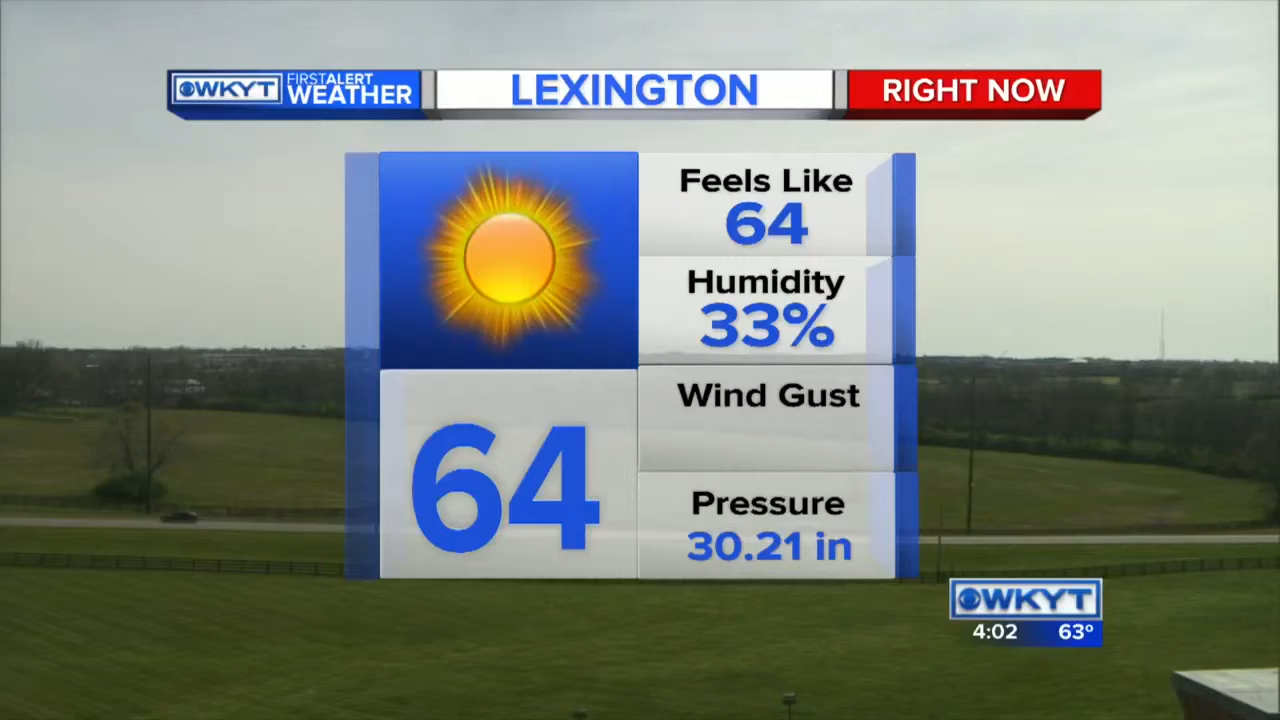 WKYT FIRST ALERT WEATHER
LEXINGTON
RIGHT NOW
Feels Like
64
Humidity
33%
Wind Gust
64
Pressure
30.21 in
WKYT
4:02 63°